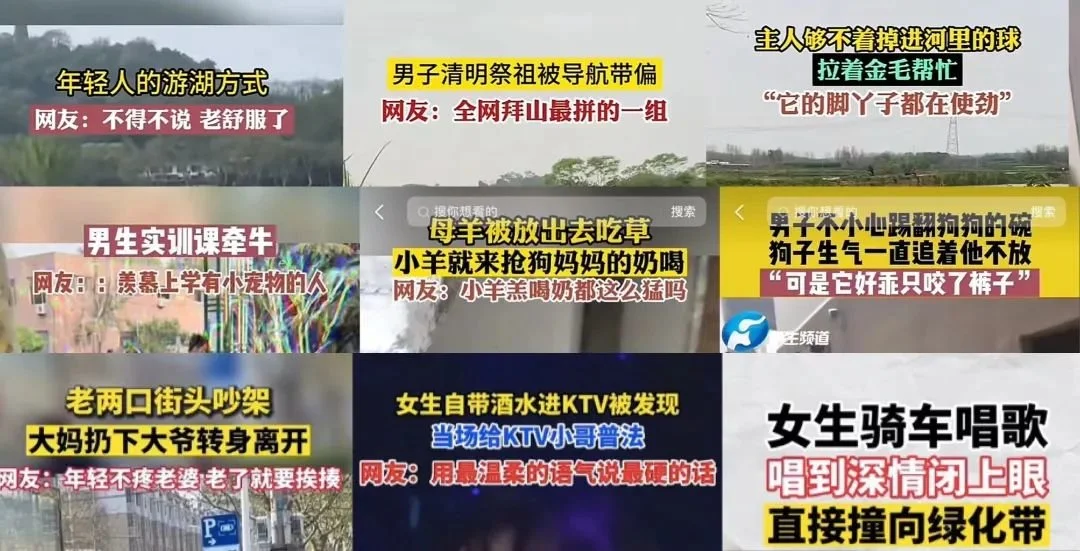 年轻人的游湖方式
网友：不得不说 老舒服了
男子清明祭祖被导航带偏
网友：全网拜山最拼的一组
主人够不着掉进河里的球
拉着金毛帮忙
“它的脚丫子都在使劲”
男生实训课牵牛
网友：：羡慕上学有小宠物的人
搜你想看的 搜索
母羊被放出去吃草
小羊就来抢狗妈妈的奶喝
网友：小羊羔喝奶都这么猛吗
搜你想看的 搜索
男子不小心踢翻狗狗的碗
狗子生气一直追着他不放
“可是它好乖只咬了裤子”
生频道
老两口街头吵架
大妈扔下大爷转身离开
网友：年轻不疼老婆 老了就要挨揍
P
女生自带酒水进KTV被发现
当场给KTV小哥普法
网友：用最温柔的语气说最硬的话
女生骑车唱歌
唱到深情闭上眼
直接撞向绿化带